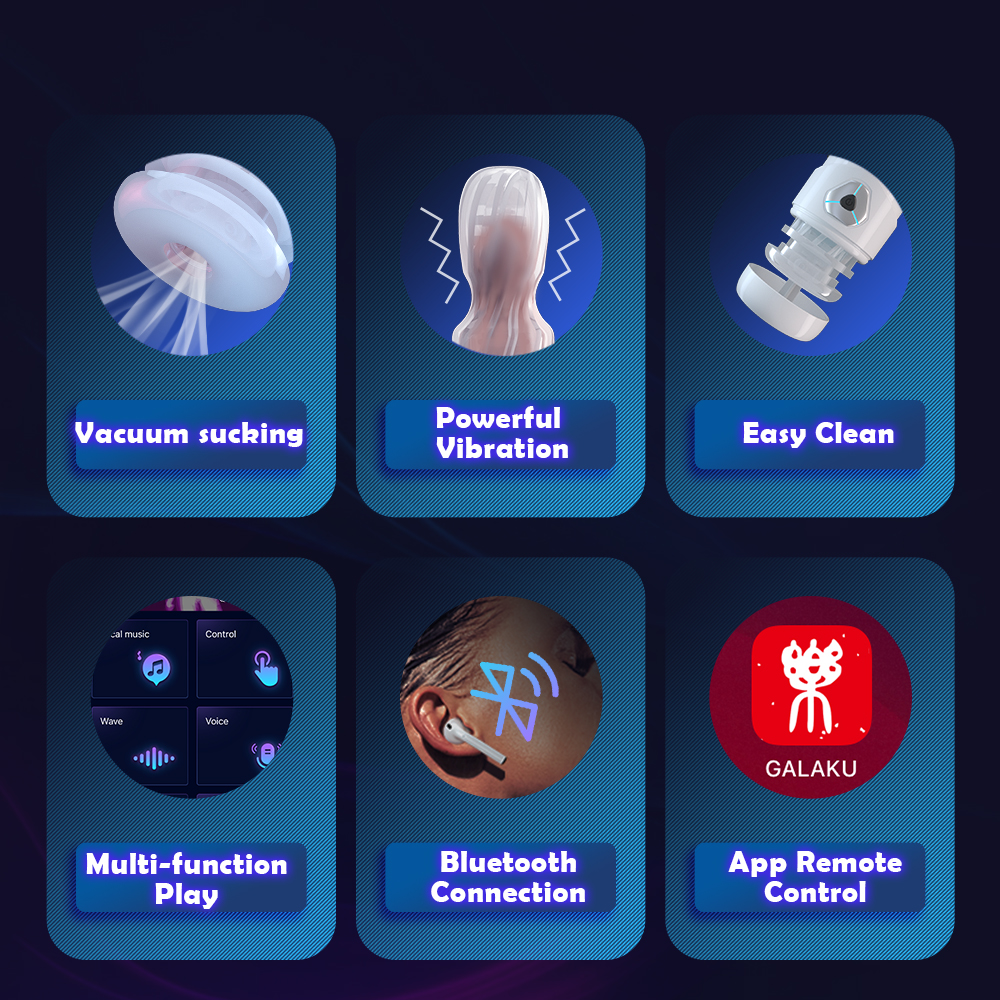 Vacuum sucking
Powerful
Vibration
Easy Clean
cal music
Control
Wave
Voice
GALAKU
Multi-function
Play
Bluetooth
Connection
App Remote
Control